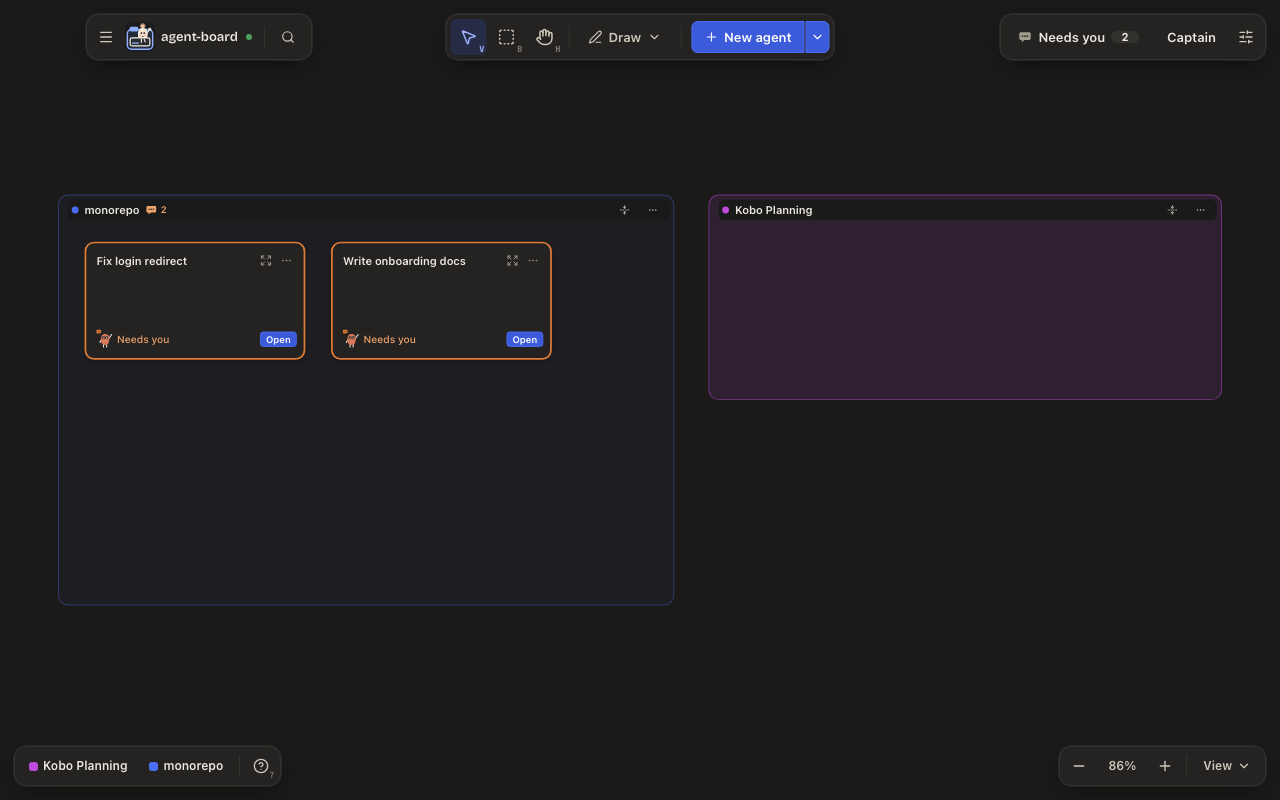 agent-board
V
B
H
Draw
New agent
Needs you 2
Captain
monorepo 2
Kobo Planning
Fix login redirect
Write onboarding docs
Needs you
Open
Needs you
Open
Kobo Planning
monorepo
?
86%
View